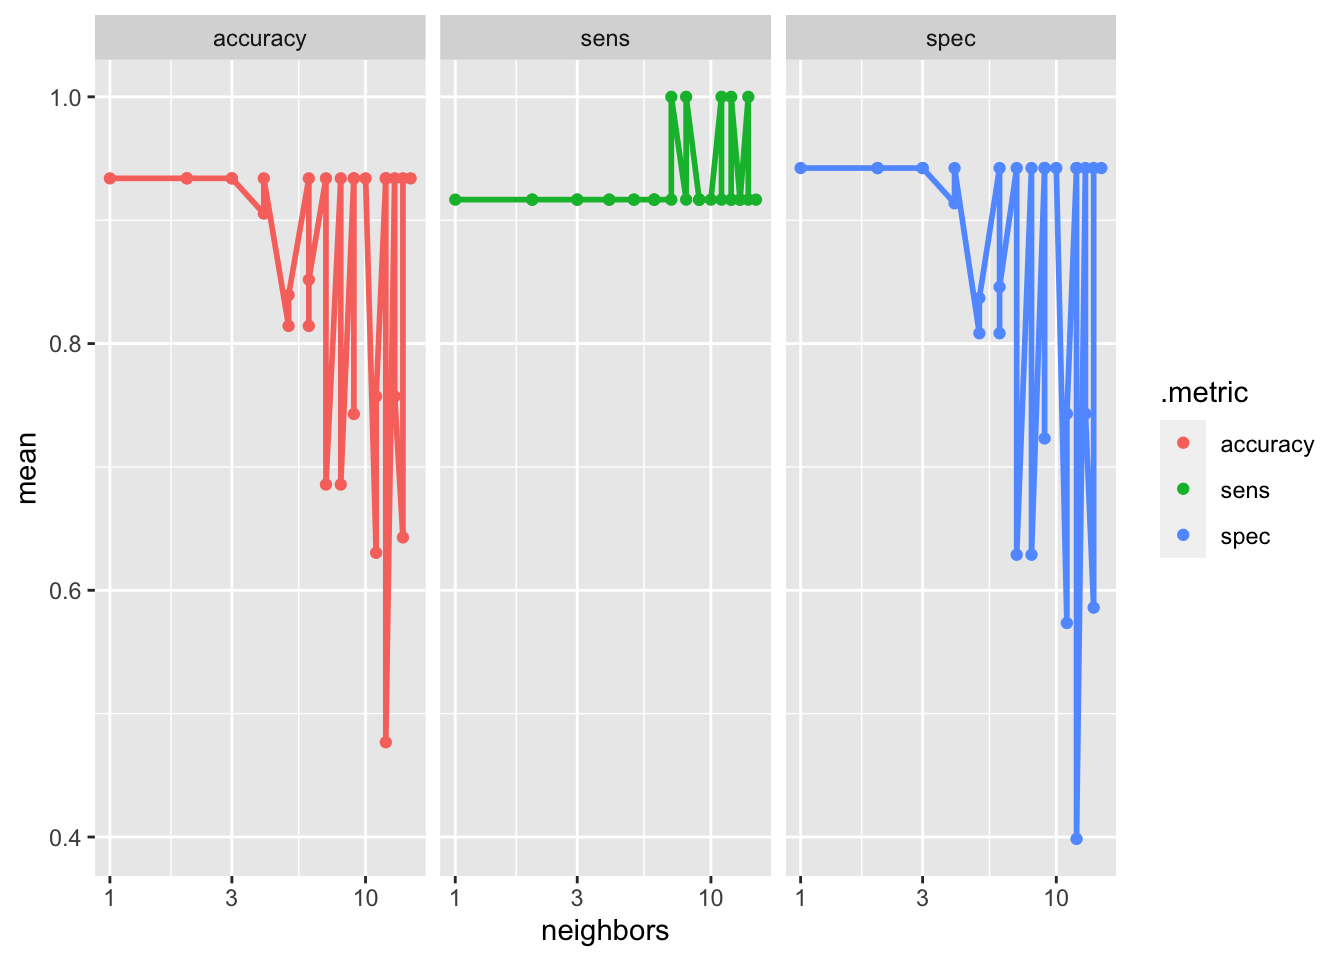 accuracy sens spec
1.0
0.8
0.6
0.4
mean
1 3 10 1 3 10 1 3 10
neighbors
.metric
accuracy
sens
spec